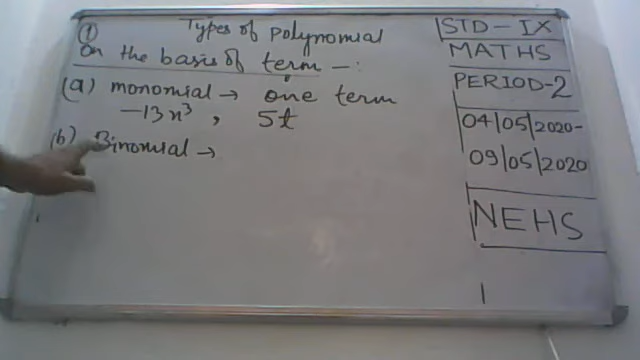 ① Types of Polynomial
On the basis of term —:
(a) monomial → one term
−13x³ , 5t
(b) Binomial →
STD - IX
MATHS
PERIOD-2
04/05/2020-
09/05/2020
NEHS